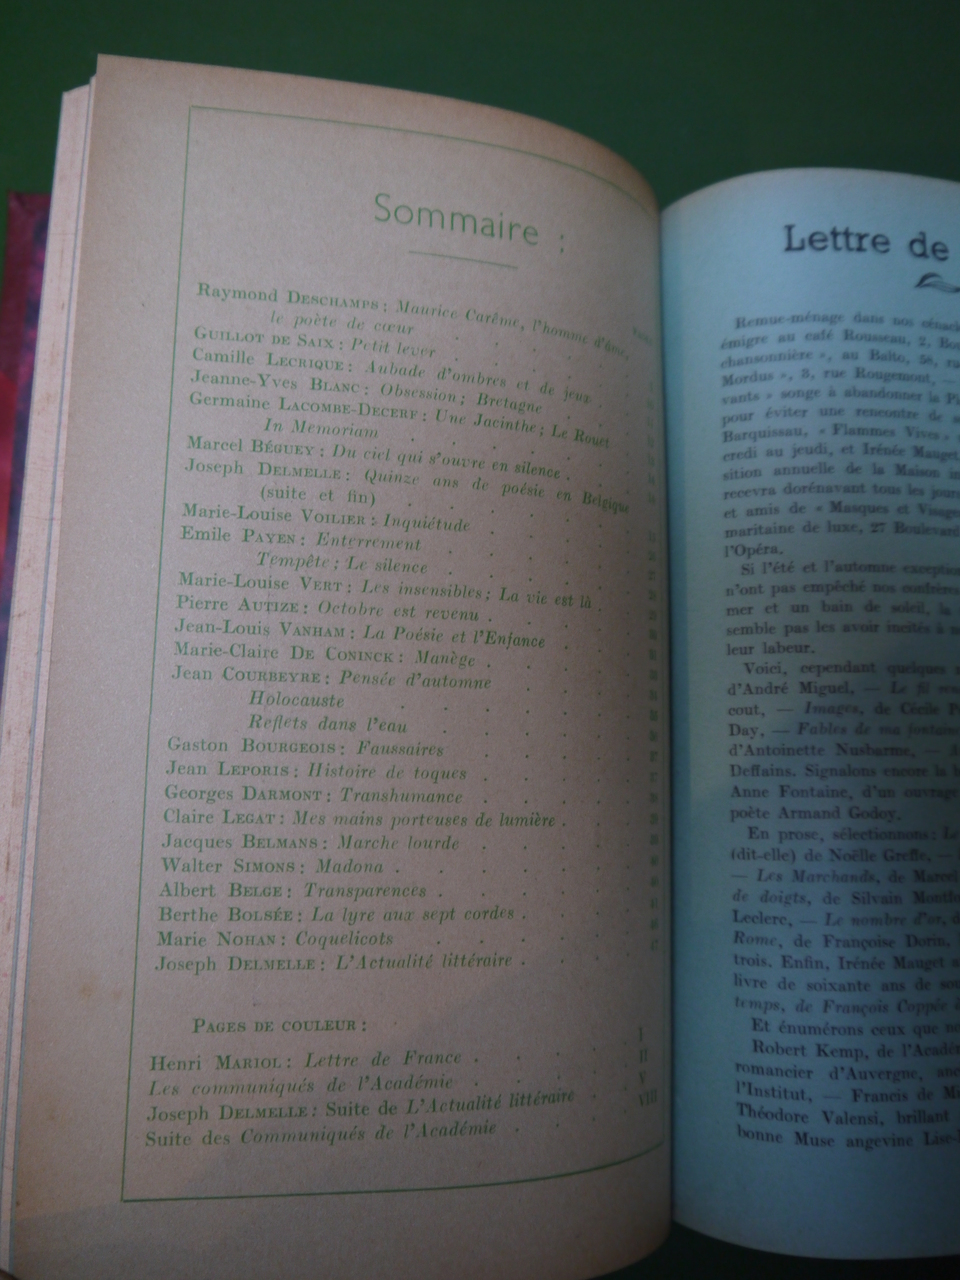 Sommaire :
Raymond DESCHAMPS : Maurice Carême, l'homme d'âme,
le poète de cœur
GUILLOT DE SAIX : Petit lever
Camille LECRIQUE : Aubade d'ombres et de jeux
Jeanne-Yves BLANC : Obsession ; Bretagne
Germaine LACOMBE-DECERF : Une Jacinthe ; Le Rouet
In Memoriam
Marcel BÉGUEY : Du ciel qui s'ouvre en silence
Joseph DELMELLE : Quinze ans de poésie en Belgique
(suite et fin)
Marie-Louise VOILIER : Inquiétude
Emile PAYEN : Enterrement
Tempête ; Le silence
Marie-Louise VERT : Les insensibles ; La vie est là
Pierre AUTIZE : Octobre est revenu
Jean-Louis VANHAM : La Poésie et l'Enfance
Marie-Claire DE CONINCK : Manège
Jean COURBEYRE : Pensée d'automne
Holocauste
Reflets dans l'eau
Gaston BOURGEOIS : Faussaires
Jean LEPORIS : Histoire de toques
Georges DARMONT : Transhumance
Claire LEGAT : Mes mains porteuses de lumière
Jacques BELMANS : Marche lourde
Walter SIMONS : Madona
Albert BELGE : Transparences
Berthe BOLSÉE : La lyre aux sept cordes
Marie NOHAN : Coquelicots
Joseph DELMELLE : L'Actualité littéraire
PAGES DE COULEUR :
Henri MARIOL : Lettre de France I
Les communiqués de l'Académie II
Joseph DELMELLE : Suite de L'Actualité littéraire V
Suite des Communiqués de l'Académie VIII
Lettre de
Remue-ménage dans nos
émigre au café Rousseau, 2,
chansonnière », au Balto, 58,
Mordus », 3, rue Rougemont, —
vants » songe à abandonner la
pour éviter une rencontre de
Barquissau, « Flammes Vives »
credi au jeudi, et Irénée Mauget
sition annuelle de la Maison
recevra dorénavant tous les
et amis de « Masques et
maritaine de luxe, 27 Boulevard
l'Opéra.
Si l'été et l'automne
n'ont pas empêché nos
mer et un bain de soleil, la
semble pas les avoir incités à
leur labeur.
Voici, cependant quelques
d'André Miguel, — Le fil
cout, — Images, de Cécile
Day, — Fables de ma fontaine
d'Antoinette Nusbarme, —
Deffains. Signalons encore la
Anne Fontaine, d'un ouvrage
poète Armand Godoy.
En prose, sélectionnons :
(dit-elle) de Noëlle Greffe, —
— Les Marchands, de Marcel
de doigts, de Silvain
Leclerc, — Le nombre d'or,
Rome, de Françoise Dorin,
trois. Enfin, Irénée Mauget
livre de soixante ans de
temps, de François Coppée à
Et énumérons ceux que
Robert Kemp, de
romancier d'Auvergne,
l'Institut, — Francis de
Théodore Valensi, brillant
bonne Muse angevine